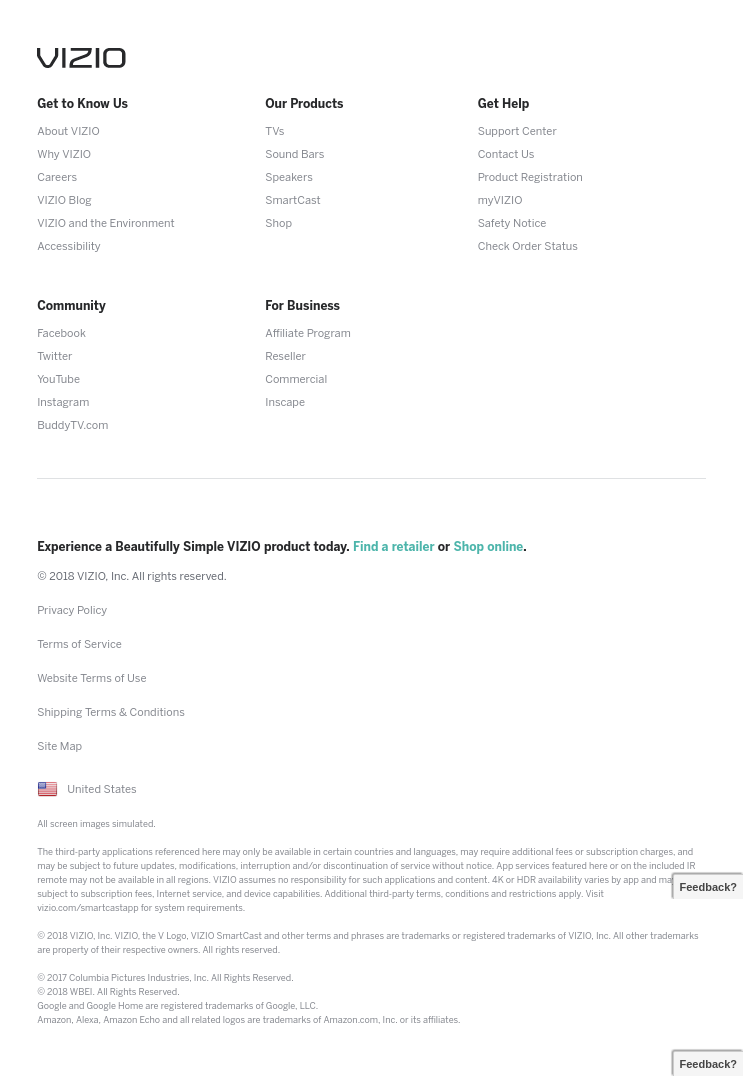 VIZIO
Get to Know Us
About VIZIO
Why VIZIO
Careers
VIZIO Blog
VIZIO and the Environment
Accessibility
Our Products
TVs
Sound Bars
Speakers
SmartCast
Shop
Get Help
Support Center
Contact Us
Product Registration
myVIZIO
Safety Notice
Check Order Status
Community
Facebook
Twitter
YouTube
Instagram
BuddyTV.com
For Business
Affiliate Program
Reseller
Commercial
Inscape
Experience a Beautifully Simple VIZIO product today. Find a retailer or Shop online.
© 2018 VIZIO, Inc. All rights reserved.
Privacy Policy
Terms of Service
Website Terms of Use
Shipping Terms & Conditions
Site Map
United States
All screen images simulated.
The third-party applications referenced here may only be available in certain countries and languages, may require additional fees or subscription charges, and
may be subject to future updates, modifications, interruption and/or discontinuation of service without notice. App services featured here or on the included IR
remote may not be available in all regions. VIZIO assumes no responsibility for such applications and content. 4K or HDR availability varies by app and
subject to subscription fees, Internet service, and device capabilities. Additional third-party terms, conditions and restrictions apply. Visit
vizio.com/smartcastapp for system requirements.
Feedback?
© 2018 VIZIO, Inc. VIZIO, the V Logo, VIZIO SmartCast and other terms and phrases are trademarks or registered trademarks of VIZIO, Inc. All other trademarks
are property of their respective owners. All rights reserved.
© 2017 Columbia Pictures Industries, Inc. All Rights Reserved.
© 2018 WBEI. All Rights Reserved.
Google and Google Home are registered trademarks of Google, LLC.
Amazon, Alexa, Amazon Echo and all related logos are trademarks of Amazon.com, Inc. or its affiliates.
Feedback?